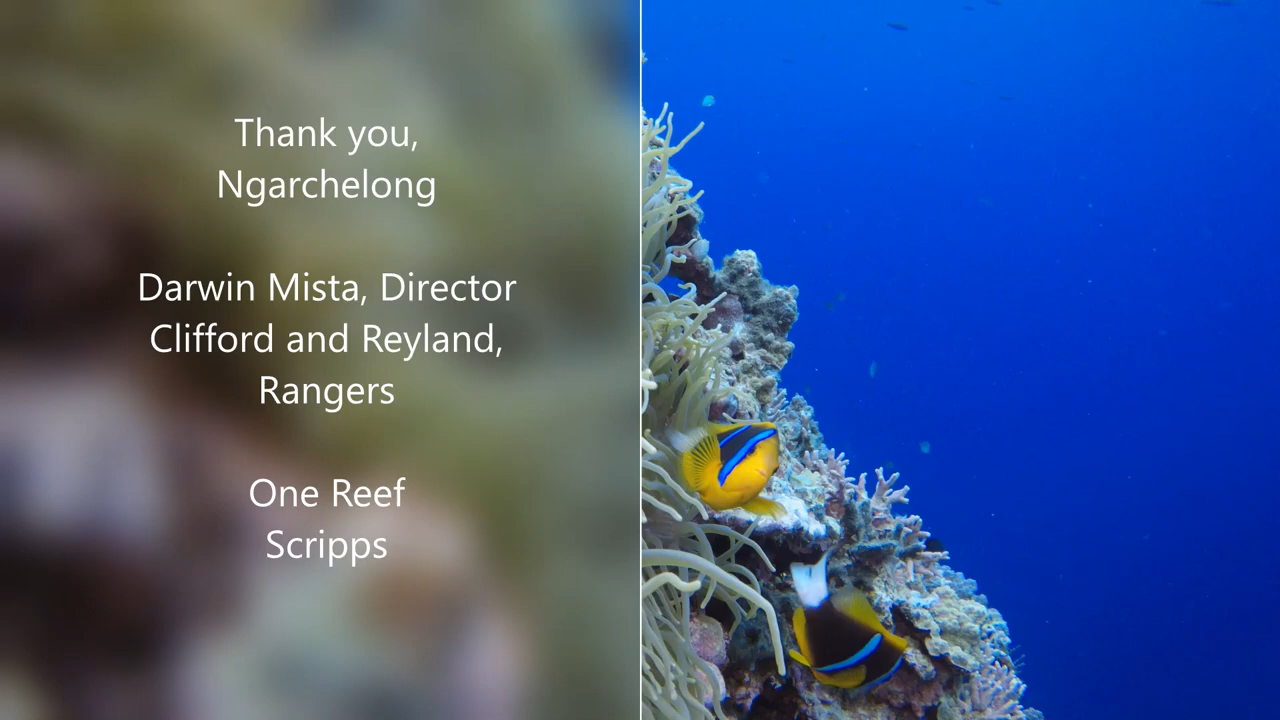 Thank you,
Ngarchelong
Darwin Mista, Director
Clifford and Reyland,
Rangers
One Reef
Scripps